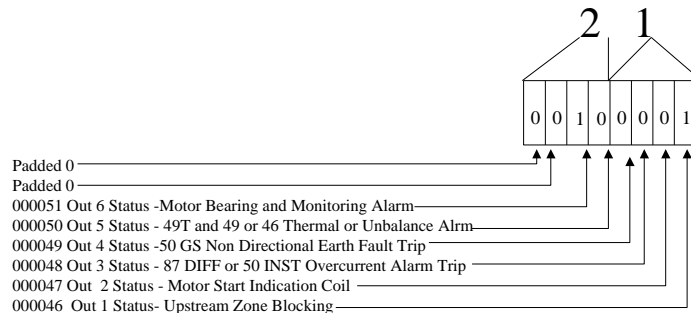 2 1
0 0 1 0 0 0 0 1
Padded 0
Padded 0
000051 Out 6 Status -Motor Bearing and Monitoring Alarm
000050 Out 5 Status - 49T and 49 or 46 Thermal or Unbalance Alrm
000049 Out 4 Status -50 GS Non Directional Earth Fault Trip
000048 Out 3 Status - 87 DIFF or 50 INST Overcurrent Alarm Trip
000047 Out 2 Status - Motor Start Indication Coil
000046 Out 1 Status- Upstream Zone Blocking